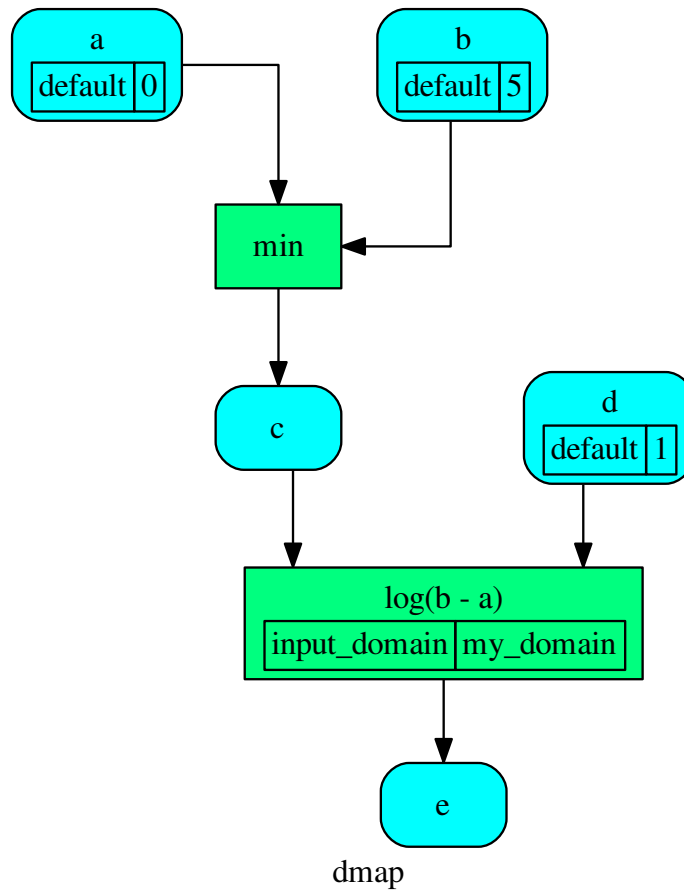 a
default 0
b
default 5
min
c
d
default 1
log(b - a)
input_domain my_domain
e
dmap